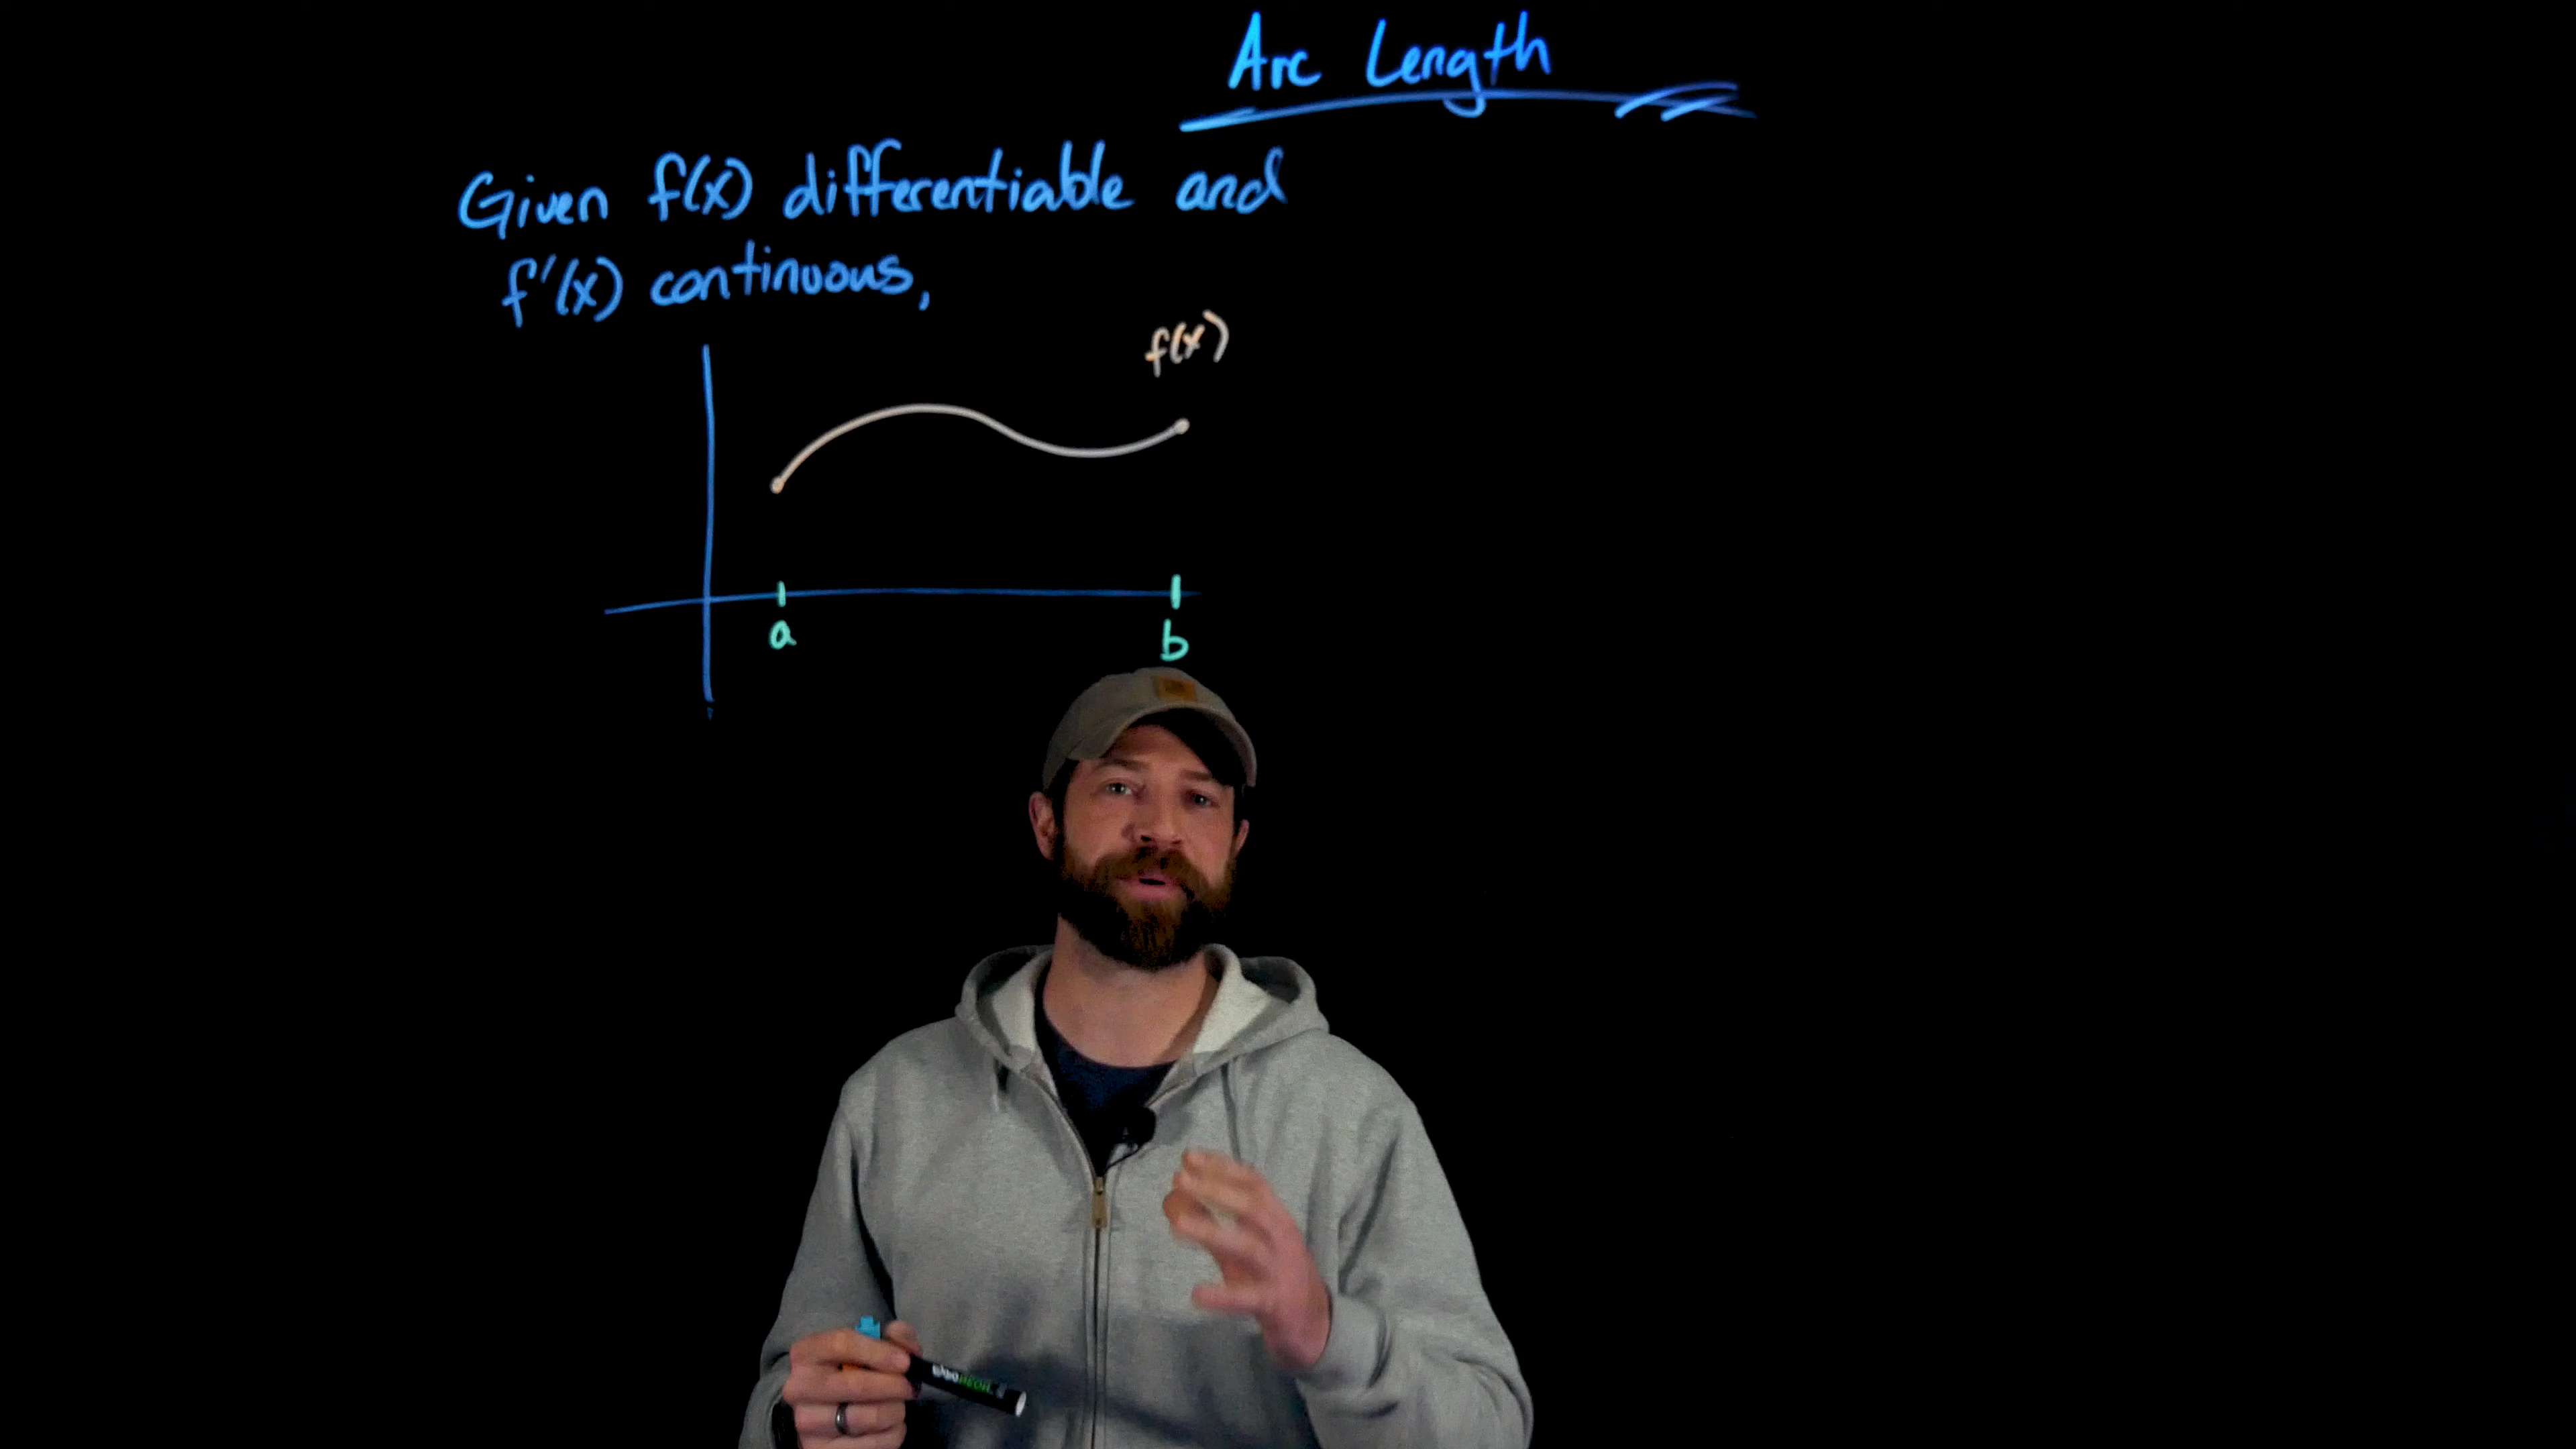 Arc Length
Given f(x) differentiable and
f'(x) continuous,
f(x)
a
b